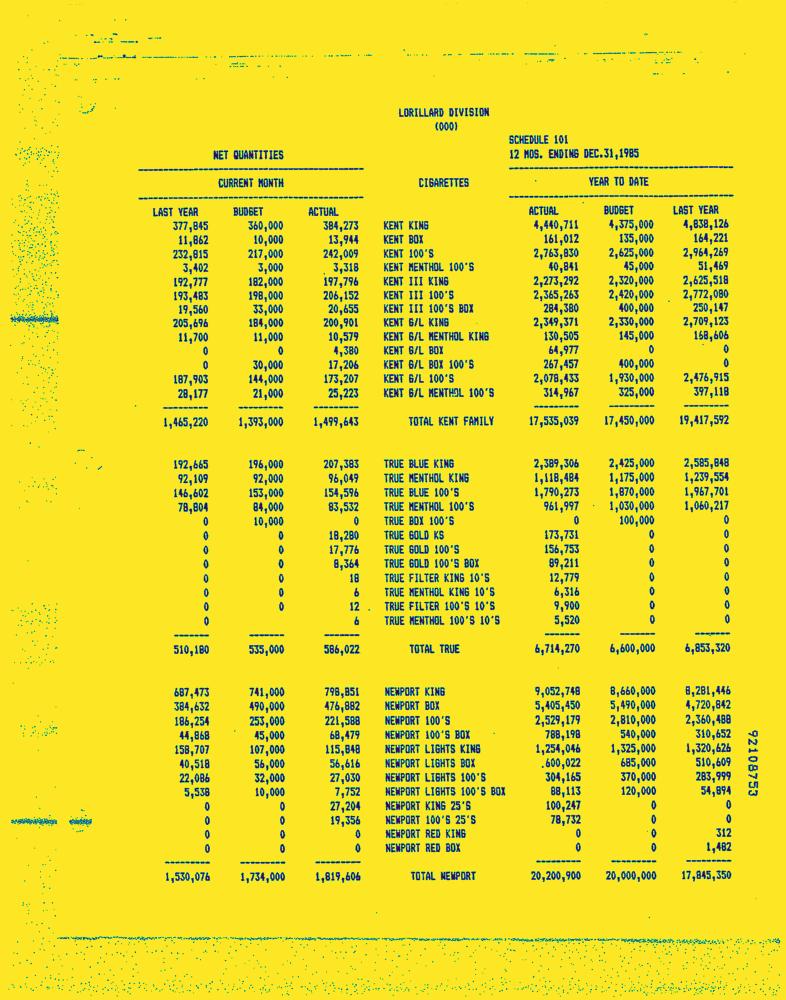 LORILLARD DIVISION
(000)
SCHEDULE 101
NET QUANTITIES 12 MOS. ENDING DEC.31,1985
CURRENT MONTH CIGARETTES YEAR TO DATE
LAST YEAR BUDGET ACTUAL ACTUAL BUDGET LAST YEAR
377,845 360,000 384,273 KENT KING 4,440,711 4,375,000 4,838,126
11,862 10,000 13,944 KENT BOX 161,012 135,000 164,221
232,815 217,000 242,009 KENT 100'S 2,763,830 2,625,000 2,964,269
3,402 3,000 3,318 KENT MENTHOL 100'S 40,841 45,000 51,469
192,777 182,000 197,796 KENT III KING 2,273,292 2,320,000 2,625,518
193,483 198,000 206,152 KENT III 100'S 2,365,263 2,420,000 2,772,080
19,560 33,000 20,655 KENT III 100'S BOX 284,380 400,000 250,147
205,696 184,000 200,901 KENT G/L KING 2,349,371 2,330,000 2,709,123
11,700 11,000 10,579 KENT G/L MENTHOL KING 130,505 145,000 168,606
0 0 4,380 KENT G/L BOX 64,977 0 0
0 30,000 17,206 KENT G/L BOX 100'S 267,457 400,000 0
187,903 144,000 173,207 KENT G/L 100'S 2,078,433 1,930,000 2,476,915
28,177 21,000 25,223 KENT G/L MENTHOL 100'S 314,967 325,000 397,118
1,465,220 1,393,000 1,499,643 TOTAL KENT FAMILY 17,535,039 17,450,000 19,417,592
192,665 196,000 207,383 TRUE BLUE KING 2,389,306 2,425,000 2,585,848
92,109 92,000 96,049 TRUE MENTHOL KING 1,118,484 1,175,000 1,239,554
146,602 153,000 154,596 TRUE BLUE 100'S 1,790,273 1,870,000 1,967,701
78,804 84,000 83,532 TRUE MENTHOL 100'S 961,997 1,030,000 1,060,217
0 10,000 0 TRUE BOX 100'S 0 100,000 0
0 0 18,280 TRUE GOLD KS 173,731 0 0
0 0 17,776 TRUE GOLD 100'S 156,753 0 0
0 0 8,364 TRUE GOLD 100'S BOX 89,211 0 0
0 0 18 TRUE FILTER KING 10'S 12,779 0 0
0 0 6 TRUE MENTHOL KING 10'S 6,316 0 0
0 0 12 TRUE FILTER 100'S 10'S 9,900 0 0
0 6 TRUE MENTHOL 100'S 10'S 5,520 0 0
510,180 535,000 586,022 TOTAL TRUE 6,714,270 6,600,000 6,853,320
687,473 741,000 798,851 NEWPORT KING 9,052,748 8,660,000 8,281,446
384,632 490,000 476,882 NEWPORT BOX 5,405,450 5,490,000 4,720,842
186,254 253,000 221,588 NEWPORT 100'S 2,529,179 2,810,000 2,360,488
44,868 45,000 68,479 NEWPORT 100'S BOX 788,198 540,000 310,652
158,707 107,000 115,848 NEWPORT LIGHTS KING 1,254,046 1,325,000 1,320,626
40,518 56,000 56,616 NEWPORT LIGHTS BOX 600,022 685,000 510,609
22,086 32,000 27,030 NEWPORT LIGHTS 100'S 304,165 370,000 283,999
5,538 10,000 7,752 NEWPORT LIGHTS 100'S BOX 88,113 120,000 54,894
0 0 27,204 NEWPORT KING 25'S 100,247 0 0
0 0 19,356 NEWPORT 100'S 25'S 78,732 0 0
0 0 0 NEWPORT RED KING 0 0 312
0 0 0 NEWPORT RED BOX 0 0 1,482
1,530,076 1,734,000 1,819,606 TOTAL NEWPORT 20,200,900 20,000,000 17,845,350
92108753